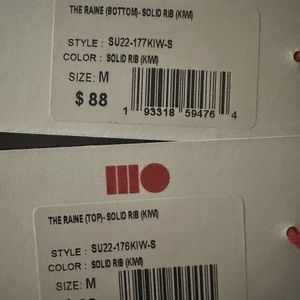 THE RAINE (BOTTOM)- SOLID RIB (KIWI)
STYLE : SU22-177KIW-S
COLOR : SOLID RIB (KIWI)
SIZE: M
$ 88
1 93318 59476 4
THE RAINE (TOP)- SOLID RIB (KIWI)
STYLE : SU22-176KIW-S
COLOR : SOLID RIB (KIWI)
SIZE: M